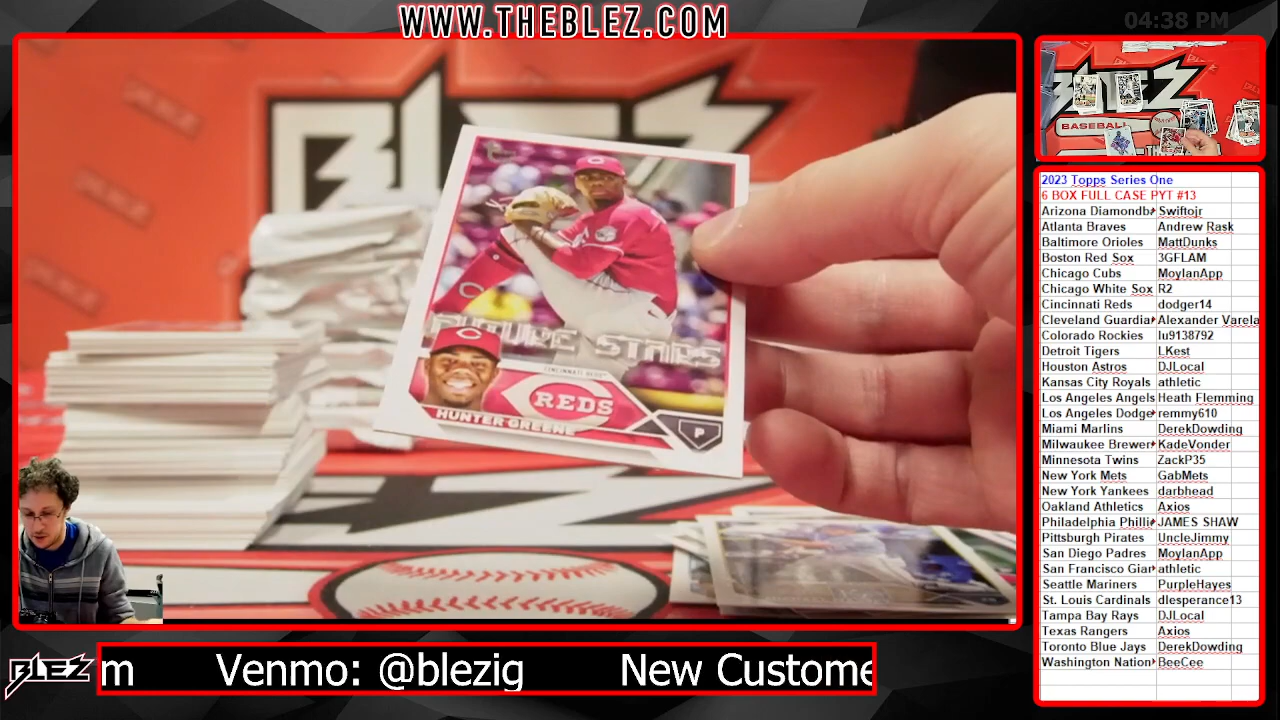 WWW.THEBLEZ.COM
04:38 PM
BLEZ
FUTURE STARS
CINCINNATI REDS
REDS
HUNTER GREENE
P
BLEZ
BASEBALL
2023 Topps Series One
6 BOX FULL CASE PYT #13
Arizona Diamondba Swiftojr
Atlanta Braves Andrew Rask
Baltimore Orioles MattDunks
Boston Red Sox 3GFLAM
Chicago Cubs MoylanApp
Chicago White Sox R2
Cincinnati Reds dodger14
Cleveland Guardia Alexander Varela
Colorado Rockies lu9138792
Detroit Tigers LKest
Houston Astros DJLocal
Kansas City Royals athletic
Los Angeles Angels Heath Flemming
Los Angeles Dodge remmy610
Miami Marlins DerekDowding
Milwaukee Brewer KadeVonder
Minnesota Twins ZackP35
New York Mets GabMets
New York Yankees darbhead
Oakland Athletics Axios
Philadelphia Philli JAMES SHAW
Pittsburgh Pirates UncleJimmy
San Diego Padres MoylanApp
San Francisco Gian athletic
Seattle Mariners PurpleHayes
St. Louis Cardinals dlesperance13
Tampa Bay Rays DJLocal
Texas Rangers Axios
Toronto Blue Jays DerekDowding
Washington Nation BeeCee
BLEZ
m Venmo: @blezig New Custome